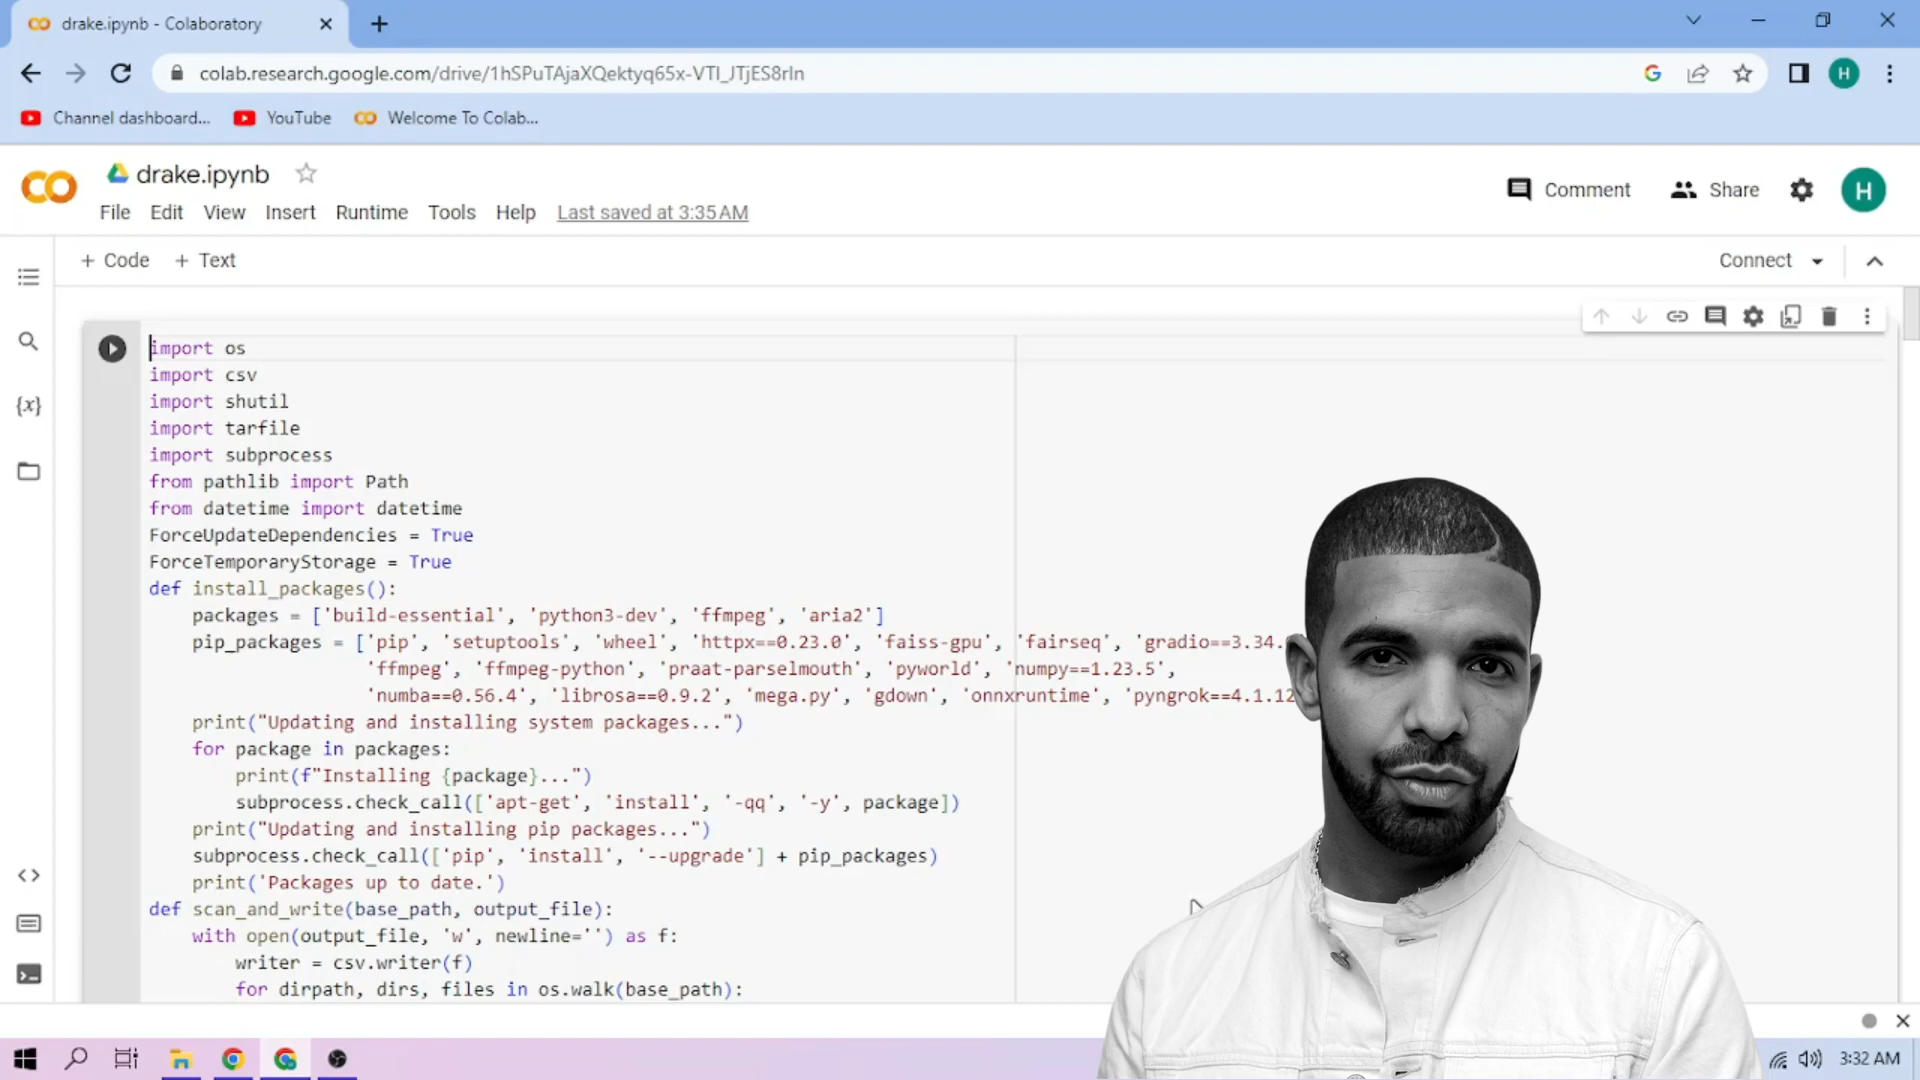 drake.ipynb - Colaboratory
colab.research.google.com/drive/1hSPuTAjaXQektyq65x-VTI_JTjES8rln
H
Channel dashboard...
YouTube
Welcome To Colab...
drake.ipynb
Comment
Share
H
File Edit View Insert Runtime Tools Help Last saved at 3:35 AM
+ Code + Text
Connect
import os
import csv
import shutil
import tarfile
import subprocess
from pathlib import Path
from datetime import datetime
ForceUpdateDependencies = True
ForceTemporaryStorage = True
def install_packages():
packages = ['build-essential', 'python3-dev', 'ffmpeg', 'aria2']
pip_packages = ['pip', 'setuptools', 'wheel', 'httpx==0.23.0', 'faiss-gpu', 'fairseq', 'gradio==3.34.
'ffmpeg', 'ffmpeg-python', 'praat-parselmouth', 'pyworld', 'numpy==1.23.5',
'numba==0.56.4', 'librosa==0.9.2', 'mega.py', 'gdown', 'onnxruntime', 'pyngrok==4.1.12
print("Updating and installing system packages...")
for package in packages:
print(f"Installing {package}...")
subprocess.check_call(['apt-get', 'install', '-qq', '-y', package])
print("Updating and installing pip packages...")
subprocess.check_call(['pip', 'install', '--upgrade'] + pip_packages)
print('Packages up to date.')
def scan_and_write(base_path, output_file):
with open(output_file, 'w', newline='') as f:
writer = csv.writer(f)
for dirpath, dirs, files in os.walk(base_path):
3:32 AM